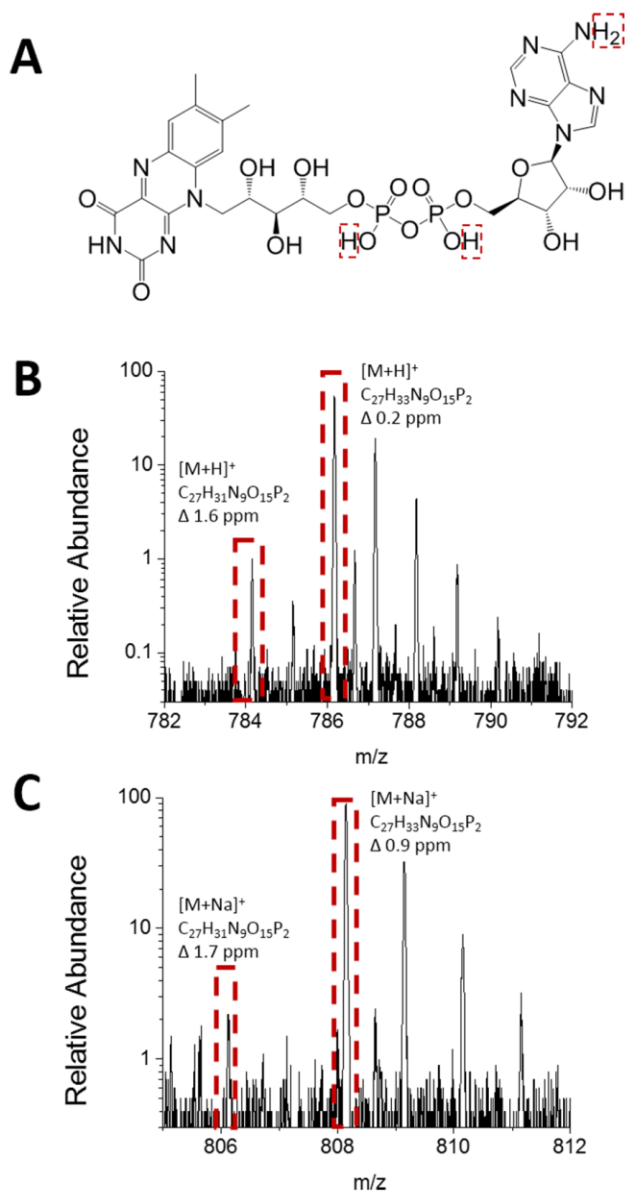 A
NH₂
N
N
N
N
N
O
OH
OH
OH
OH
OH
O
P
O
P
O
O
O
HO
OH
N
N
O
HN
N
O
B
Relative Abundance
100
10
1
0.1
782
784
786
788
790
792
m/z
[M+H]⁺
C₂₇H₃₁N₉O₁₅P₂
Δ 1.6 ppm
[M+H]⁺
C₂₇H₃₃N₉O₁₅P₂
Δ 0.2 ppm
C
Relative Abundance
100
10
1
806
808
810
812
m/z
[M+Na]⁺
C₂₇H₃₁N₉O₁₅P₂
Δ 1.7 ppm
[M+Na]⁺
C₂₇H₃₃N₉O₁₅P₂
Δ 0.9 ppm